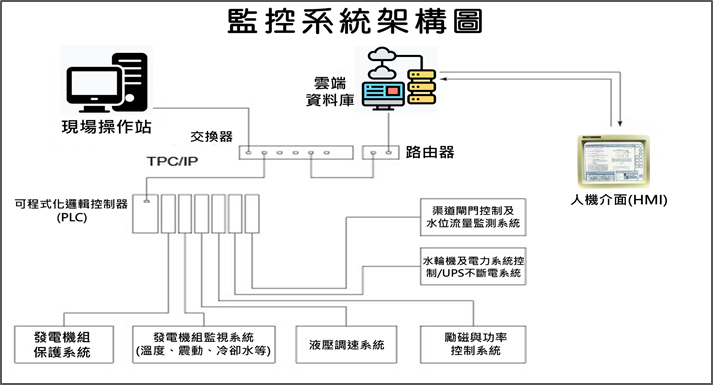 監控系統架構圖
現場操作站
雲端
資料庫
交換器
路由器
TPC/IP
人機介面(HMI)
可程式化邏輯控制器
(PLC)
渠道閘門控制及
水位流量監測系統
水輪機及電力系統控
制/UPS不斷電系統
發電機組
保護系統
發電機組監視系統
(溫度、震動、冷卻水等)
液壓調速系統
勵磁與功率
控制系統